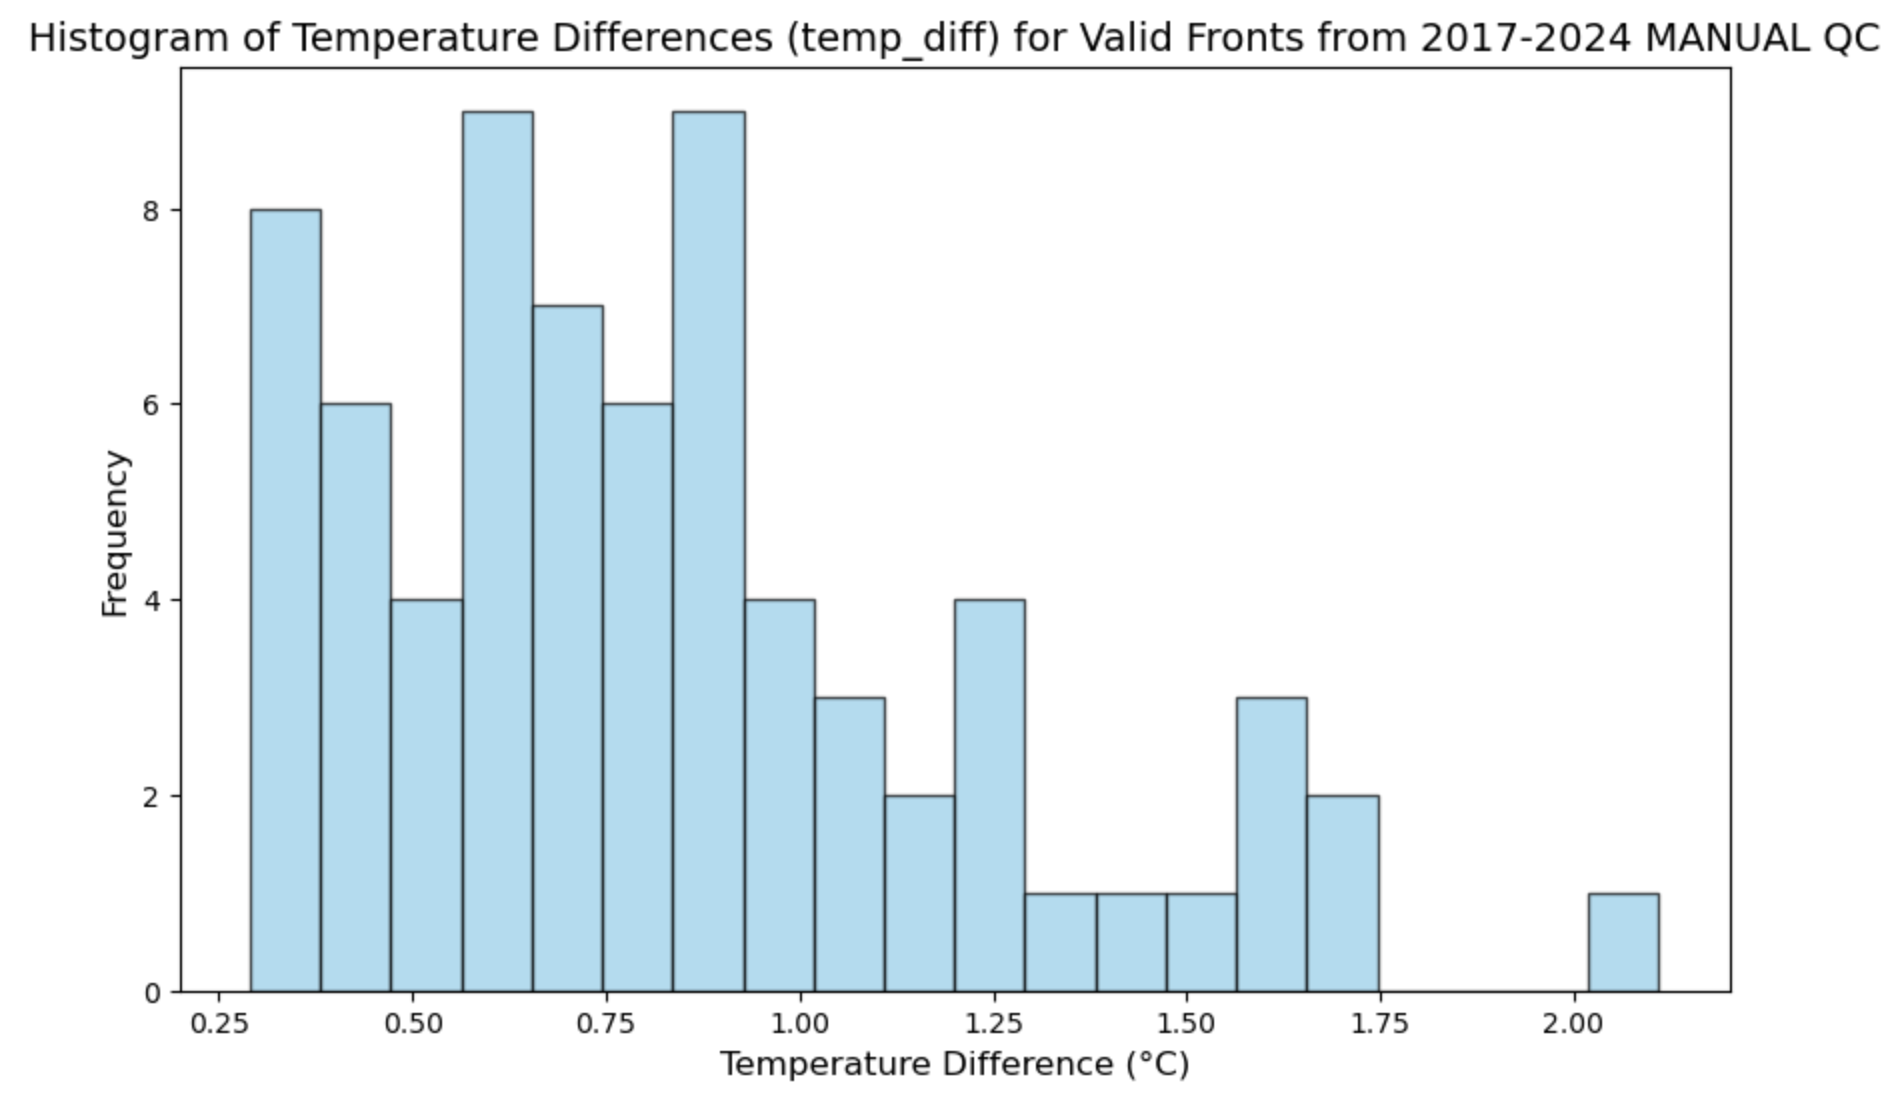 Histogram of Temperature Differences (temp_diff) for Valid Fronts from 2017-2024 MANUAL QC
8
6
4
2
0
Frequency
0.25 0.50 0.75 1.00 1.25 1.50 1.75 2.00
Temperature Difference (°C)